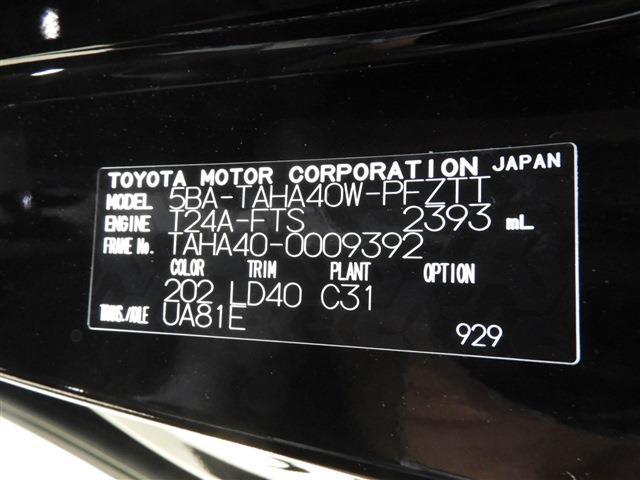 TOYOTA MOTOR CORPORATION JAPAN
MODEL 5BA-TAHA40W-PFZTT
ENGINE T24A-FTS 2393 mL
FRAME No. TAHA40-0009392
COLOR TRIM PLANT OPTION
202 LD40 C31
TRANS./AXLE UA81E
929